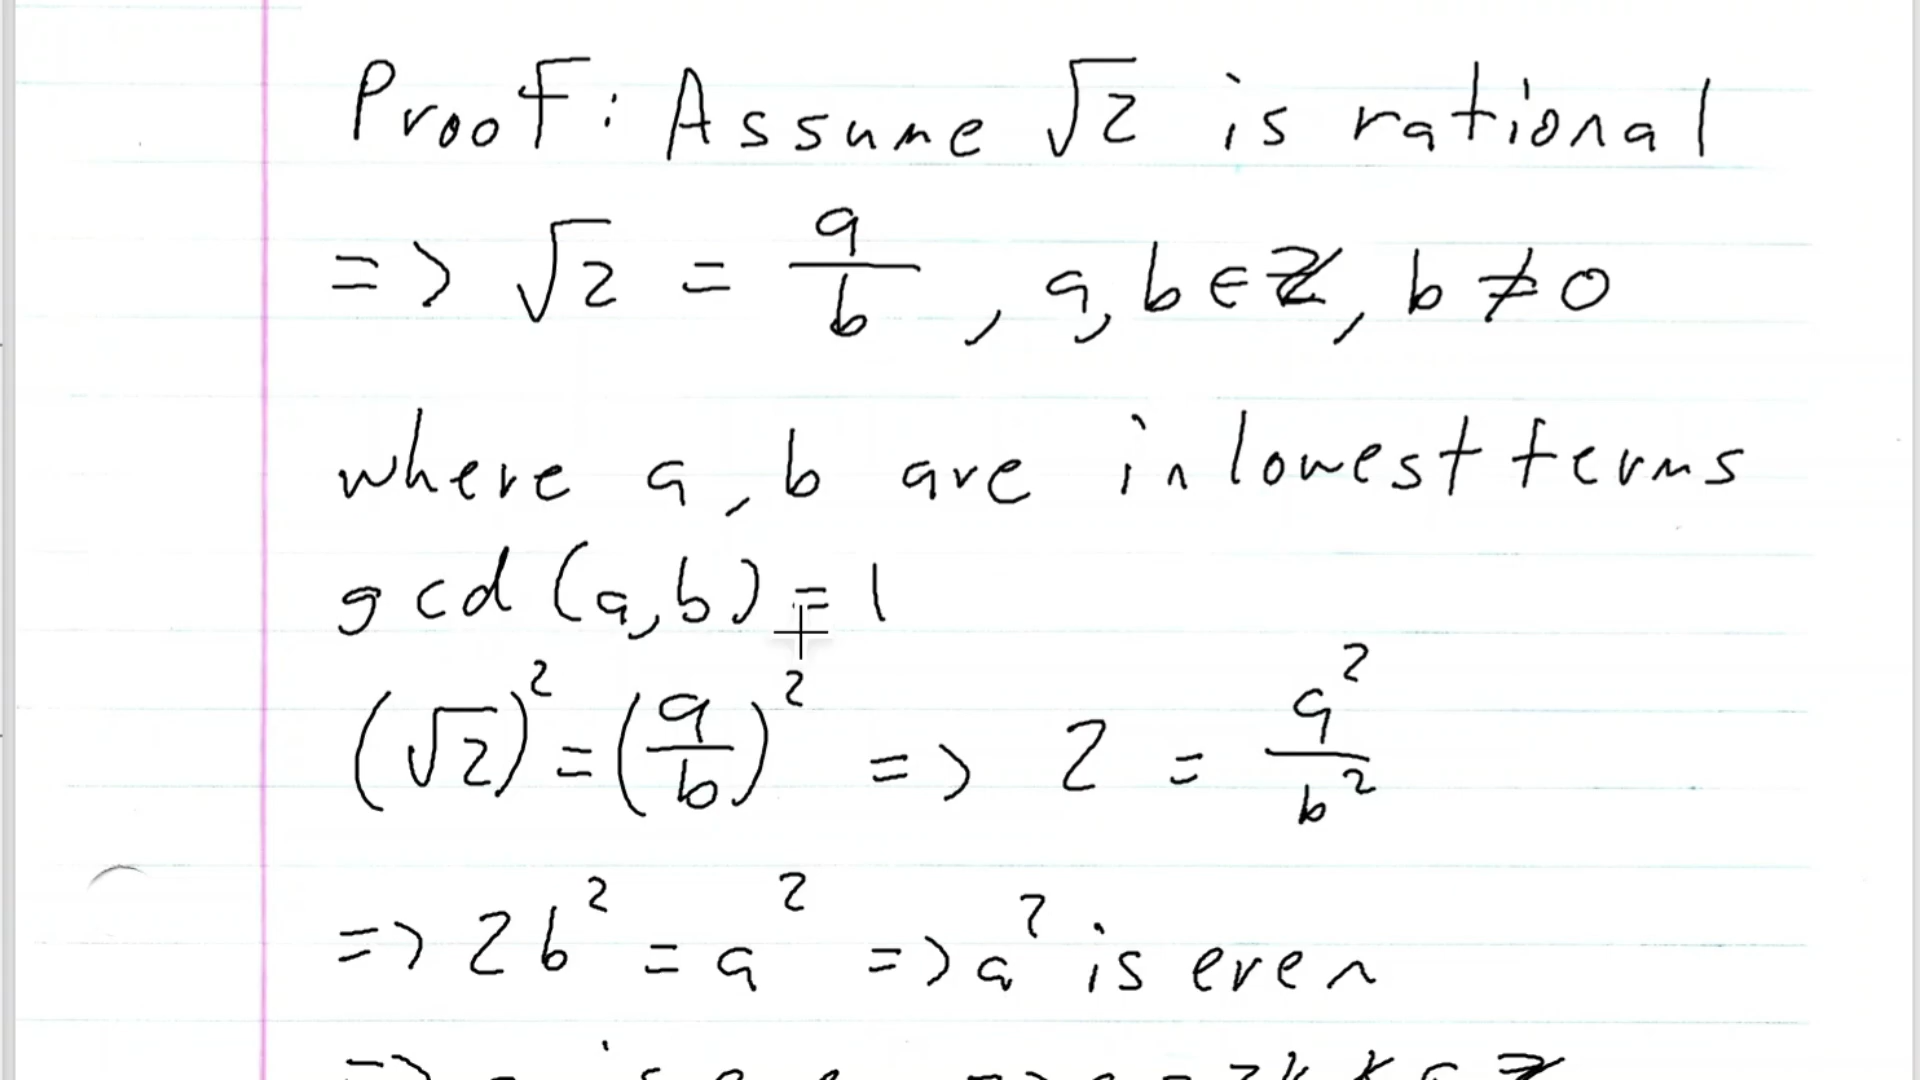 Proof: Assume √2 is rational
=> √2 = a/b, a, b ∈ ℤ, b ≠ 0
where a, b are in lowest terms
gcd(a, b) = 1
(√2)² = (a/b)² => 2 = a²/b²
=> 2b² = a² => a² is even